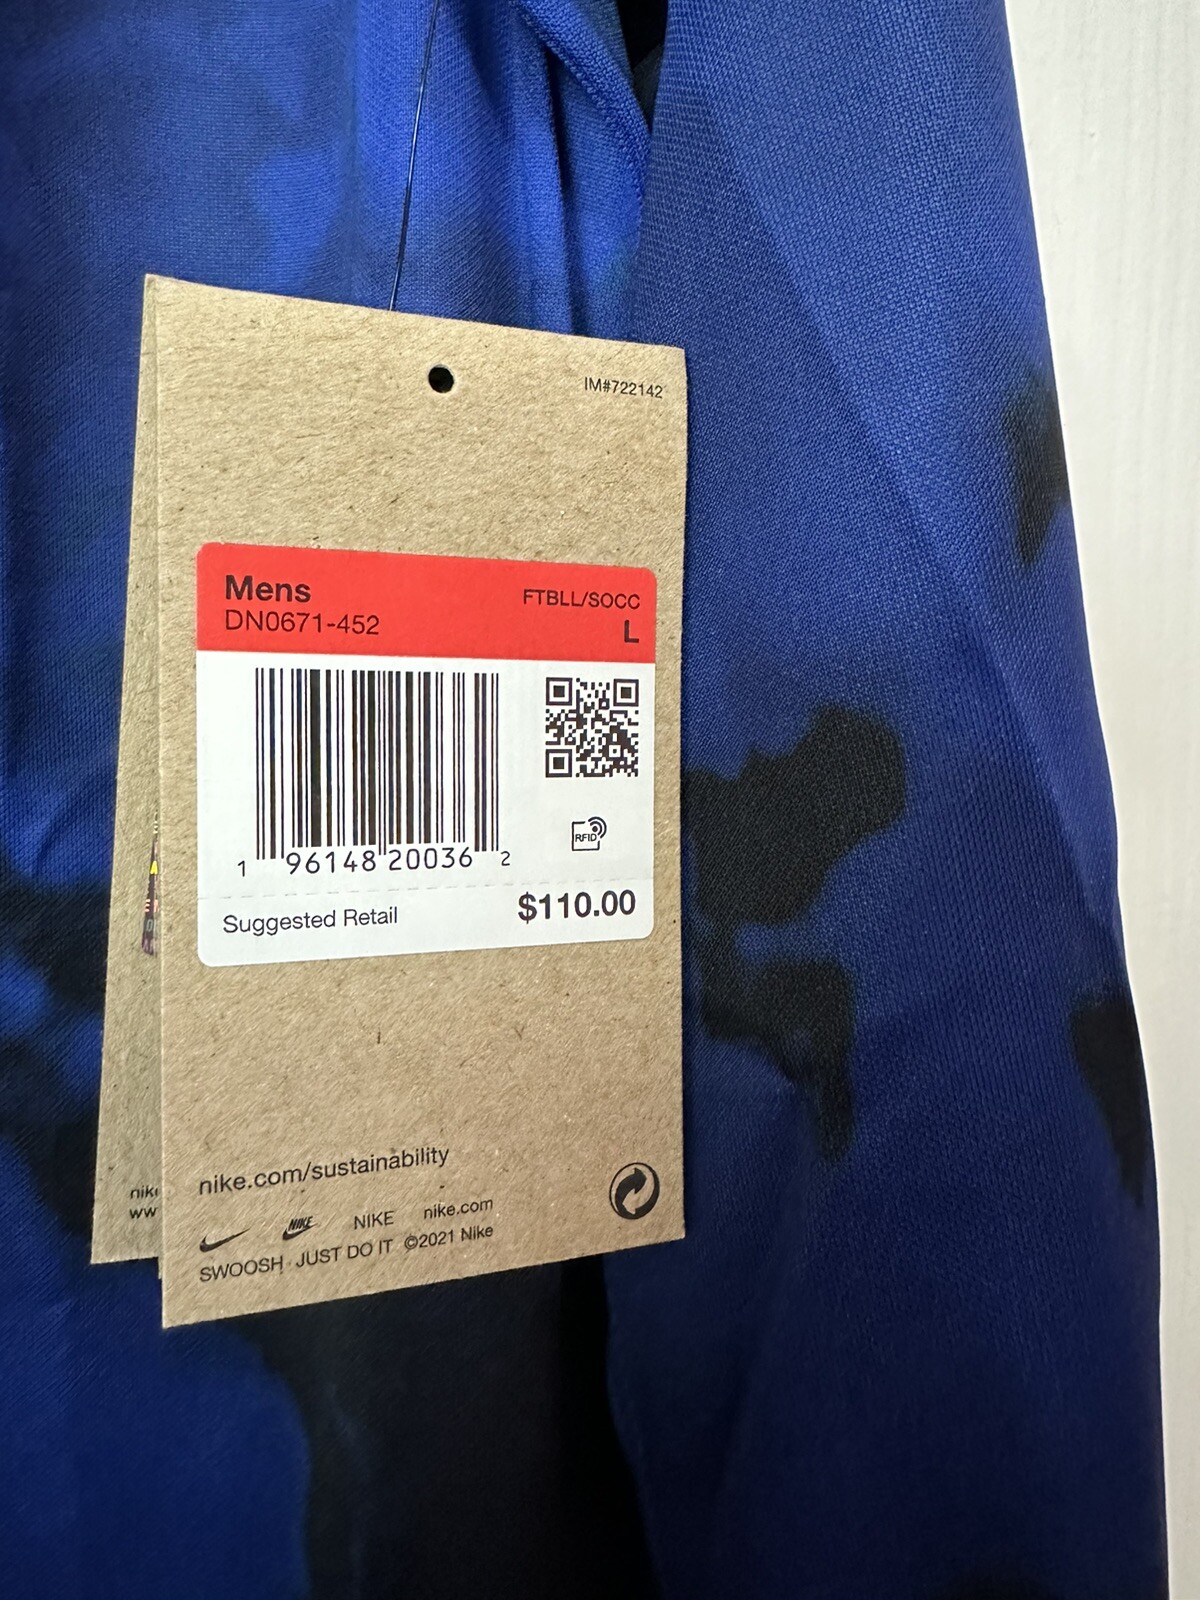 IM#722142
Mens
FTBLL/SOCC
DN0671-452
L
RFID
1 96148 20036 2
Suggested Retail
$110.00
nike.com/sustainability
NIKE NIKE nike.com
SWOOSH JUST DO IT ©2021 Nike